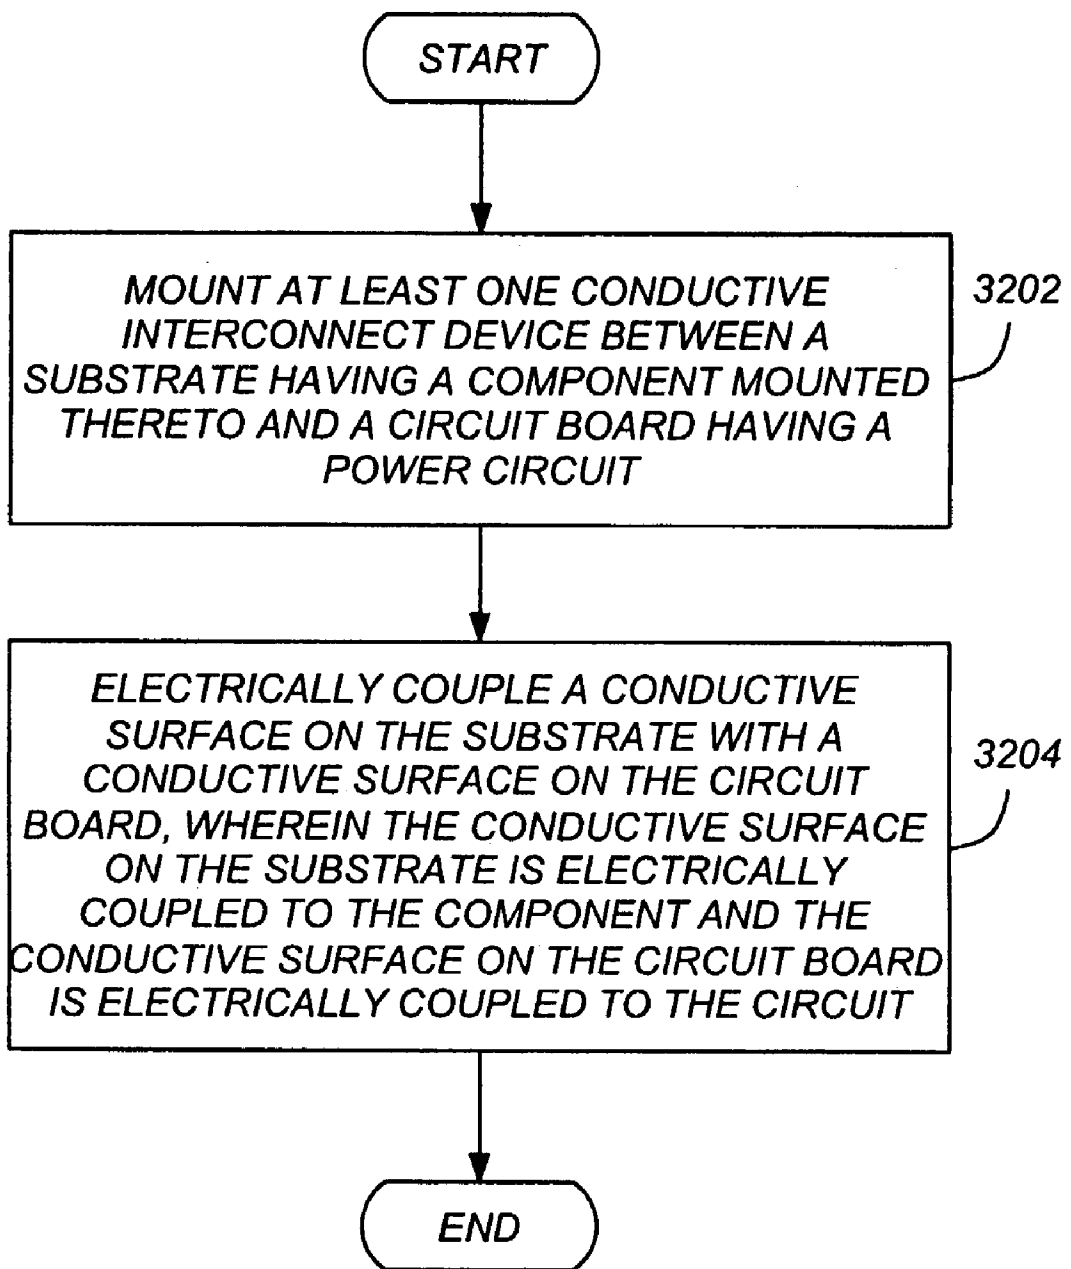 START
MOUNT AT LEAST ONE CONDUCTIVE
INTERCONNECT DEVICE BETWEEN A
SUBSTRATE HAVING A COMPONENT MOUNTED
THERETO AND A CIRCUIT BOARD HAVING A
POWER CIRCUIT
3202
ELECTRICALLY COUPLE A CONDUCTIVE
SURFACE ON THE SUBSTRATE WITH A
CONDUCTIVE SURFACE ON THE CIRCUIT
BOARD, WHEREIN THE CONDUCTIVE SURFACE
ON THE SUBSTRATE IS ELECTRICALLY
COUPLED TO THE COMPONENT AND THE
CONDUCTIVE SURFACE ON THE CIRCUIT BOARD
IS ELECTRICALLY COUPLED TO THE CIRCUIT
3204
END